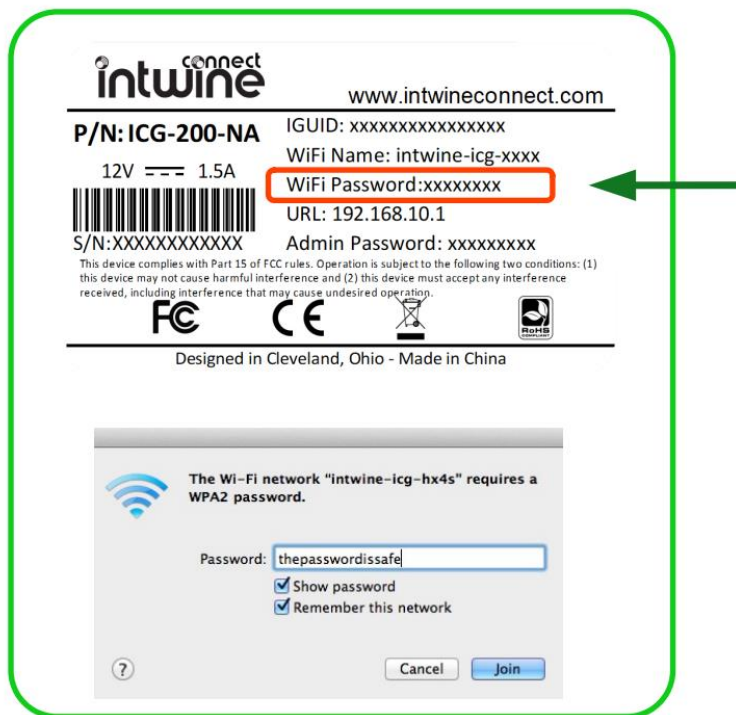 intwine connect
www.intwineconnect.com
P/N: ICG-200-NA
12V 1.5A
S/N:XXXXXXXXXXXX
IGUID: xxxxxxxxxxxxxxxx
WiFi Name: intwine-icg-xxxx
WiFi Password:xxxxxxxx
URL: 192.168.10.1
Admin Password: xxxxxxxxx
This device complies with Part 15 of FCC rules. Operation is subject to the following two conditions: (1)
this device may not cause harmful interference and (2) this device must accept any interference
received, including interference that may cause undesired operation.
FC CE RoHS
COMPLIANT
Designed in Cleveland, Ohio - Made in China
The Wi-Fi network "intwine-icg-hx4s" requires a
WPA2 password.
Password: thepasswordissafe
Show password
Remember this network
? Cancel Join